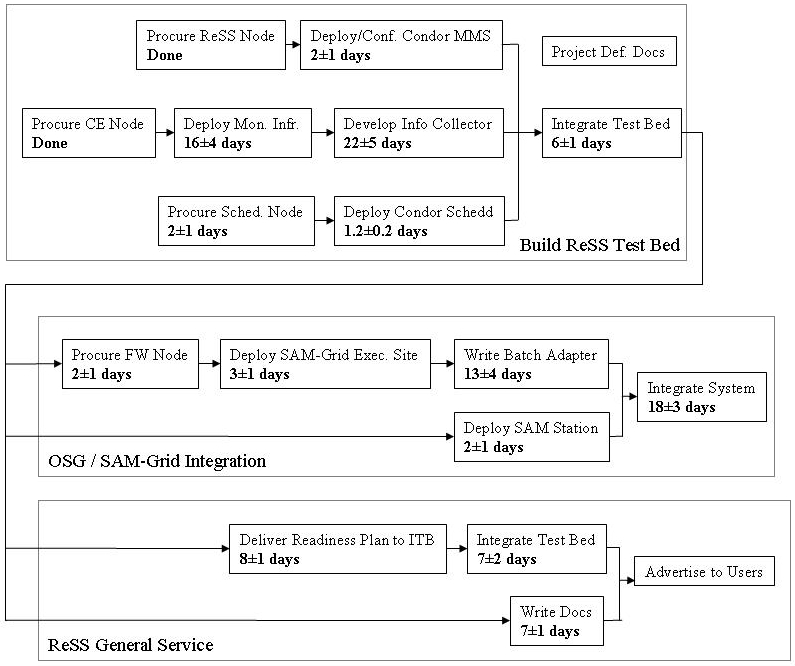 Procure ReSS Node
Done
Deploy/Conf. Condor MMS
2±1 days
Project Def. Docs
Procure CE Node
Done
Deploy Mon. Infr.
16±4 days
Develop Info Collector
22±5 days
Integrate Test Bed
6±1 days
Procure Sched. Node
2±1 days
Deploy Condor Schedd
1.2±0.2 days
Build ReSS Test Bed
Procure FW Node
2±1 days
Deploy SAM-Grid Exec. Site
3±1 days
Write Batch Adapter
13±4 days
Integrate System
18±3 days
Deploy SAM Station
2±1 days
OSG / SAM-Grid Integration
Deliver Readiness Plan to ITB
8±1 days
Integrate Test Bed
7±2 days
Advertise to Users
Write Docs
7±1 days
ReSS General Service